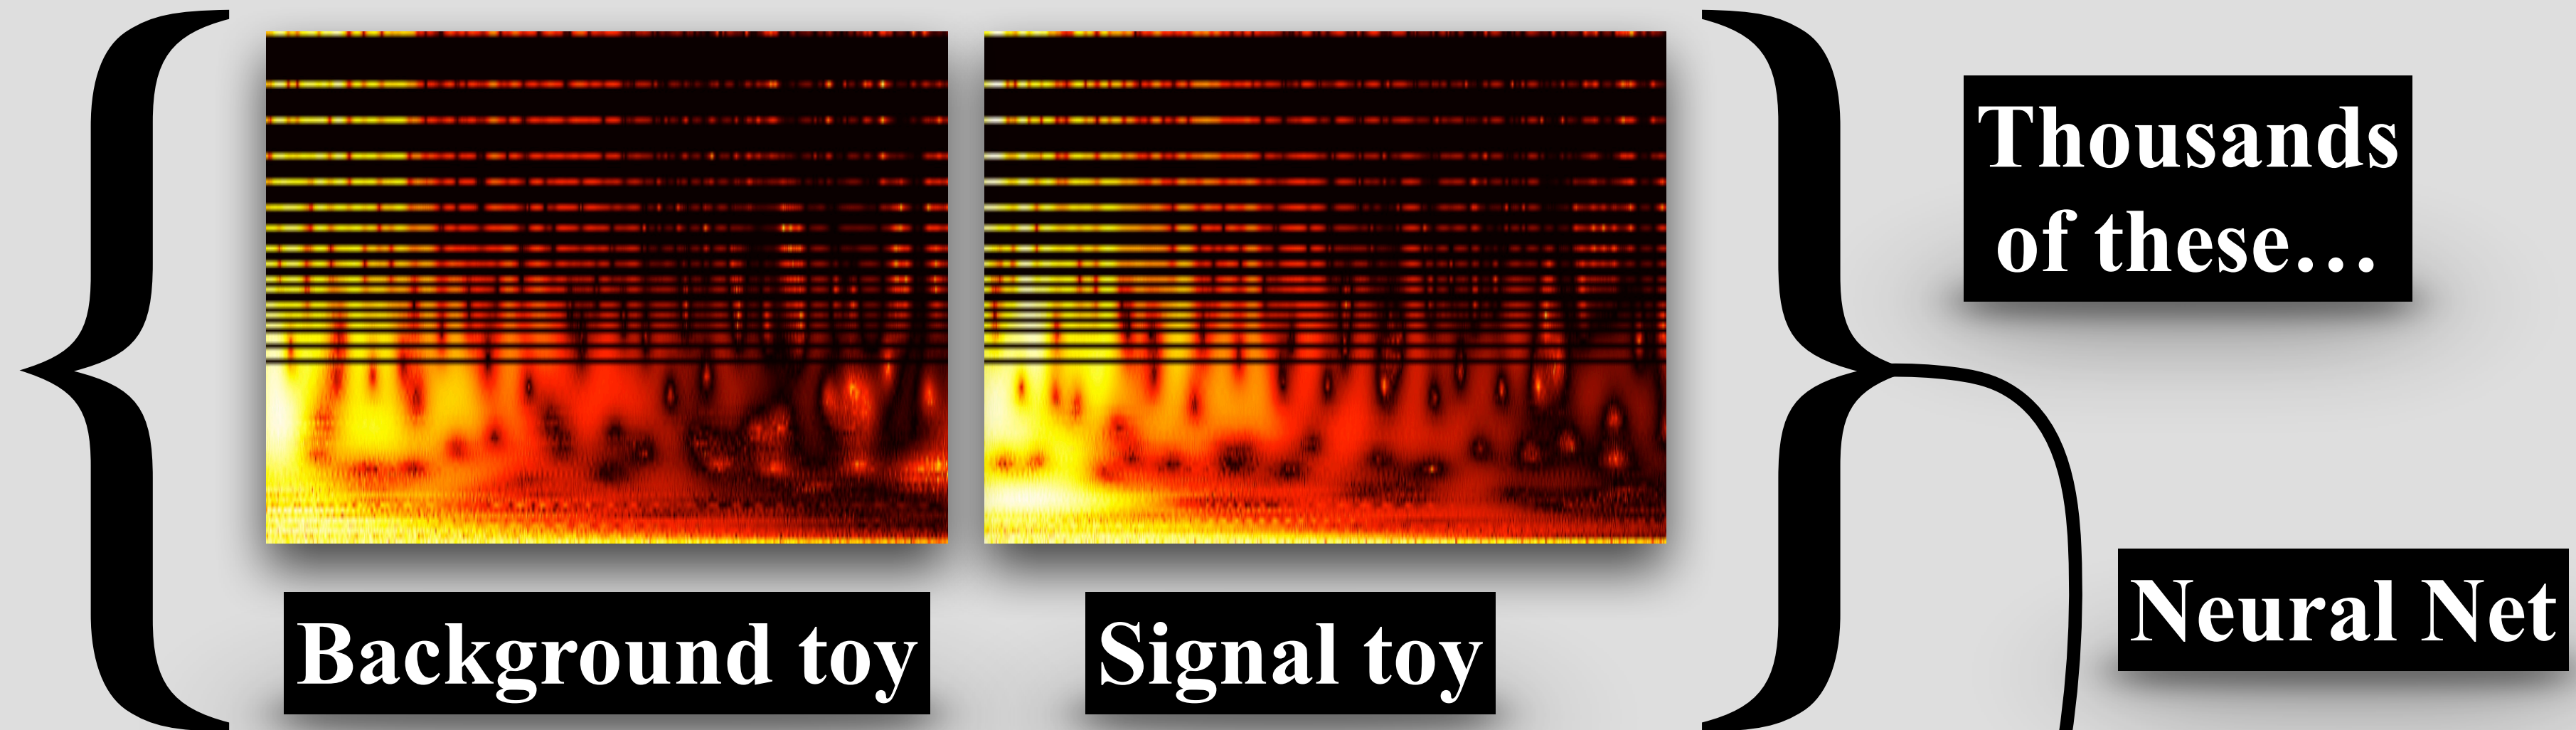 Thousands
of these…
Neural Net
Background toy
Signal toy